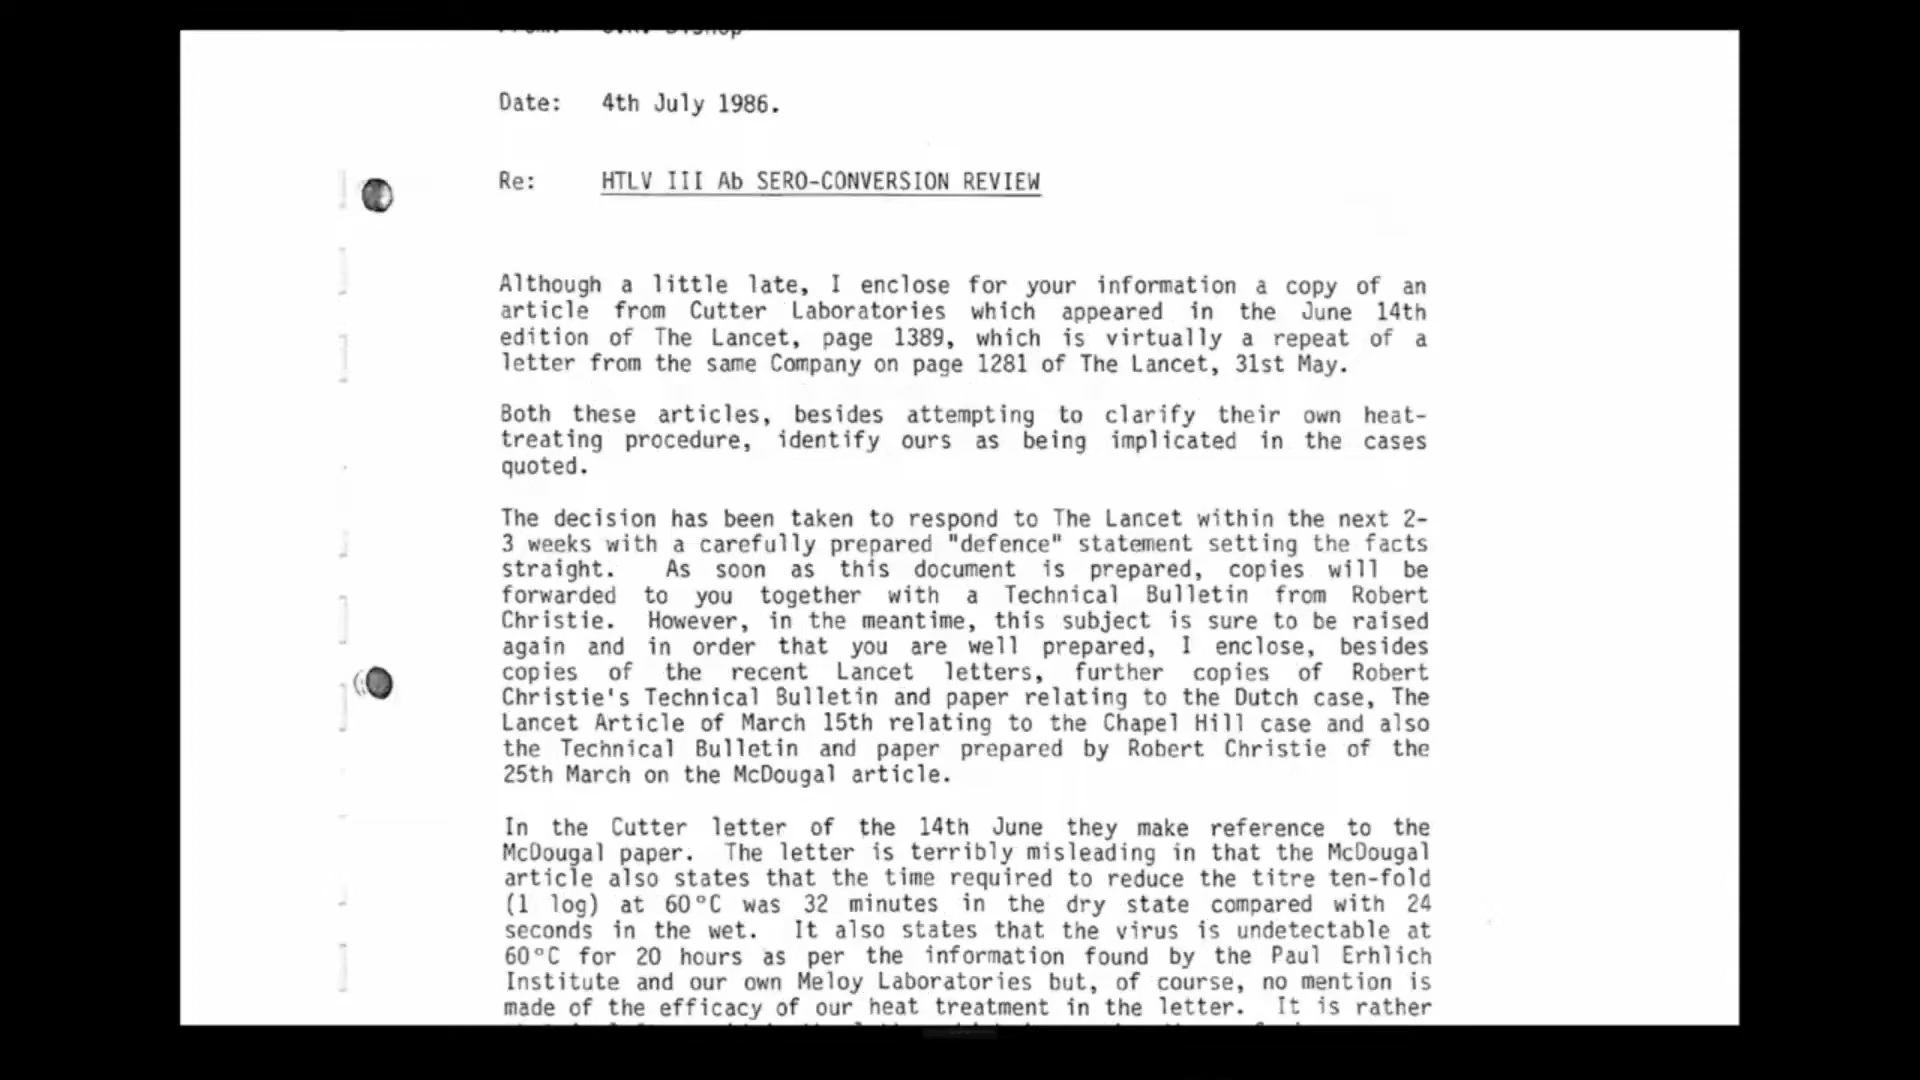 Date: 4th July 1986.
Re: HTLV III Ab SERO-CONVERSION REVIEW
Although a little late, I enclose for your information a copy of an
article from Cutter Laboratories which appeared in the June 14th
edition of The Lancet, page 1389, which is virtually a repeat of a
letter from the same Company on page 1281 of The Lancet, 31st May.
Both these articles, besides attempting to clarify their own heat-
treating procedure, identify ours as being implicated in the cases
quoted.
The decision has been taken to respond to The Lancet within the next 2-
3 weeks with a carefully prepared "defence" statement setting the facts
straight. As soon as this document is prepared, copies will be
forwarded to you together with a Technical Bulletin from Robert
Christie. However, in the meantime, this subject is sure to be raised
again and in order that you are well prepared, I enclose, besides
copies of the recent Lancet letters, further copies of Robert
Christie's Technical Bulletin and paper relating to the Dutch case, The
Lancet Article of March 15th relating to the Chapel Hill case and also
the Technical Bulletin and paper prepared by Robert Christie of the
25th March on the McDougal article.
In the Cutter letter of the 14th June they make reference to the
McDougal paper. The letter is terribly misleading in that the McDougal
article also states that the time required to reduce the titre ten-fold
(1 log) at 60°C was 32 minutes in the dry state compared with 24
seconds in the wet. It also states that the virus is undetectable at
60°C for 20 hours as per the information found by the Paul Erhlich
Institute and our own Meloy Laboratories but, of course, no mention is
made of the efficacy of our heat treatment in the letter. It is rather